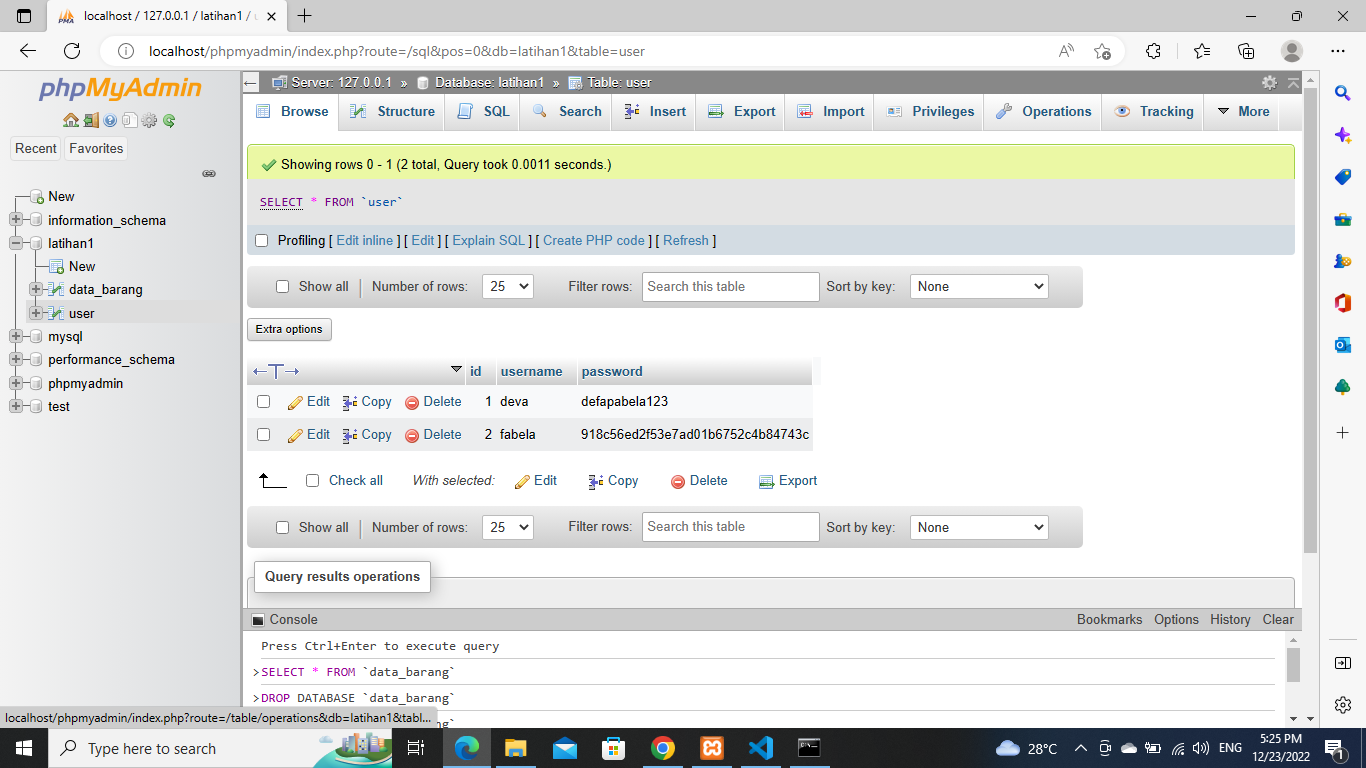 localhost / 127.0.0.1 / latihan1 / u
localhost/phpmyadmin/index.php?route=/sql&pos=0&db=latihan1&table=user
phpMyAdmin
Recent Favorites
New
information_schema
latihan1
New
data_barang
user
mysql
performance_schema
phpmyadmin
test
Server: 127.0.0.1 » Database: latihan1 » Table: user
Browse Structure SQL Search Insert Export Import Privileges Operations Tracking More
Showing rows 0 - 1 (2 total, Query took 0.0011 seconds.)
SELECT * FROM `user`
Profiling [ Edit inline ] [ Edit ] [ Explain SQL ] [ Create PHP code ] [ Refresh ]
Show all | Number of rows: 25 Filter rows: Search this table Sort by key: None
Extra options
←T→ id username password
Edit Copy Delete 1 deva defapabela123
Edit Copy Delete 2 fabela 918c56ed2f53e7ad01b6752c4b84743c
Check all With selected: Edit Copy Delete Export
Show all | Number of rows: 25 Filter rows: Search this table Sort by key: None
Query results operations
Console Bookmarks Options History Clear
Press Ctrl+Enter to execute query
>SELECT * FROM `data_barang`
>DROP DATABASE `data_barang`
localhost/phpmyadmin/index.php?route=/table/operations&db=latihan1&tabl...
Type here to search
28°C ENG 5:25 PM
12/23/2022
1